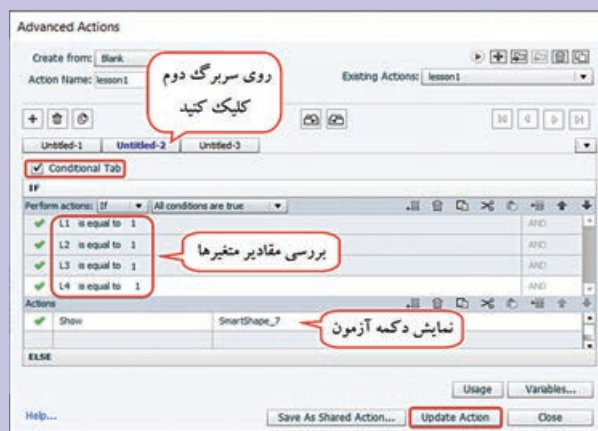 Advanced Actions
Create from: Blank
Action Name: lesson1
Existing Actions: lesson1
روی سربرگ دوم
کلیک کنید
Untitled-1 Untitled-2 Untitled-3
Conditional Tab
IF
Perform actions: If All conditions are true
L1 is equal to 1 AND
L2 is equal to 1 AND
L3 is equal to 1 AND
L4 is equal to 1 AND
بررسی مقادیر متغیرها
Actions
Show SmartShape_7
نمایش دکمه آزمون
ELSE
Usage Variables...
Help... Save As Shared Action... Update Action Close